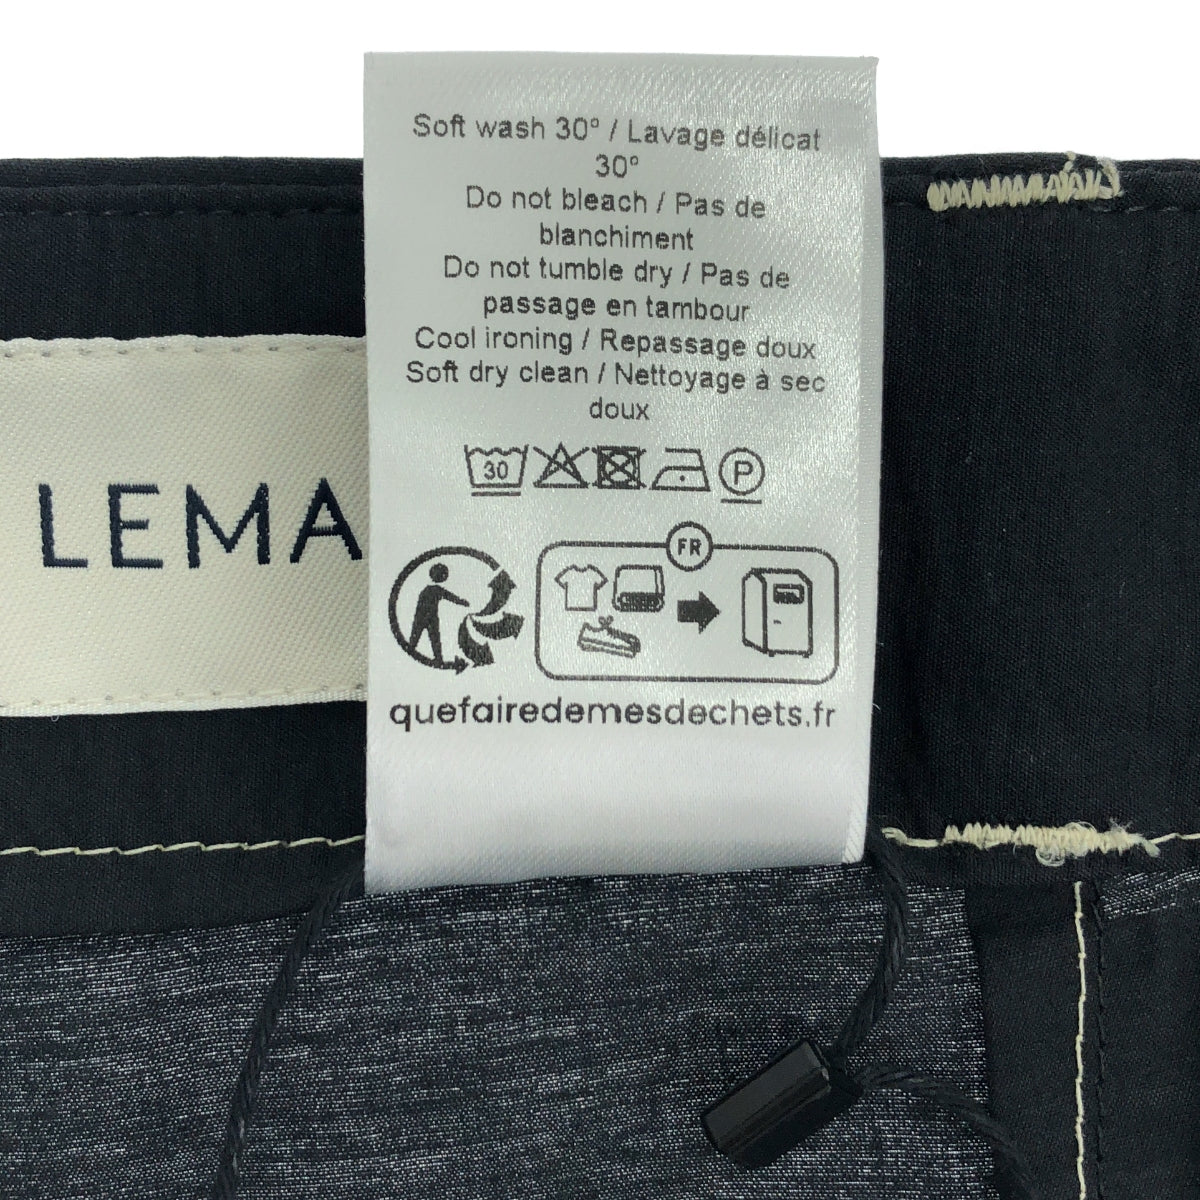 Soft wash 30° / Lavage délicat
30°
Do not bleach / Pas de
blanchiment
Do not tumble dry / Pas de
passage en tambour
Cool ironing / Repassage doux
Soft dry clean / Nettoyage à sec
doux
30
P
LEMA
FR
quefairedemesdechets.fr